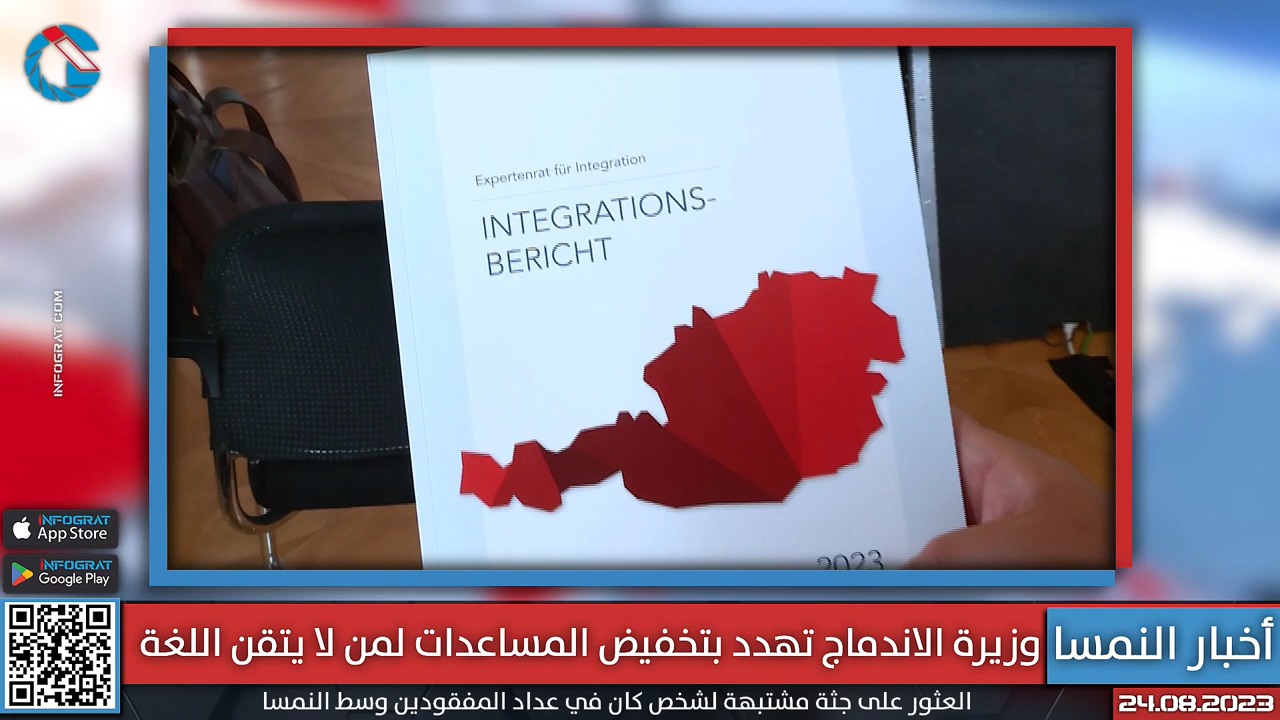 Expertenrat für Integration
INTEGRATIONS-
BERICHT
2023
INFOGRAT.COM
INFOGRAT
App Store
INFOGRAT
Google Play
أخبار النمسا
وزيرة الاندماج تهدد بتخفيض المساعدات لمن لا يتقن اللغة
العثور على جثة مشتبهة لشخص كان في عداد المفقودين وسط النمسا
24.08.2023